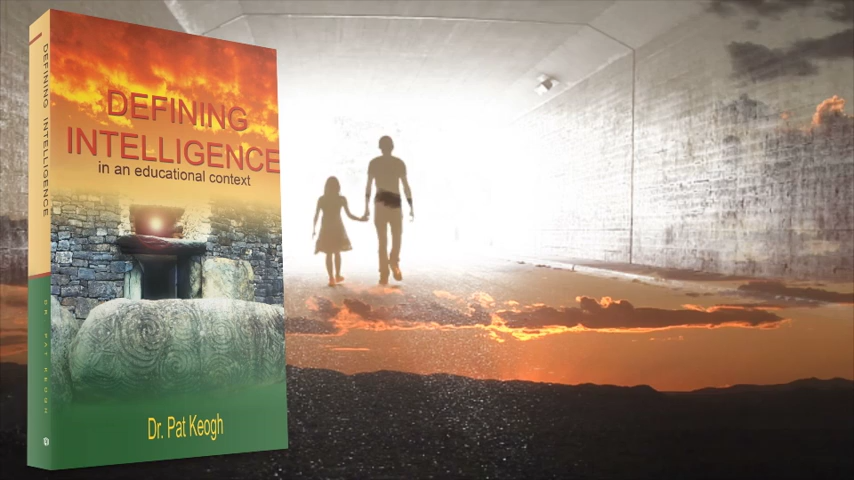 DEFINING
INTELLIGENCE
in an educational context
Dr. Pat Keogh
DEFINING INTELLIGENCE
DR. PAT KEOGH